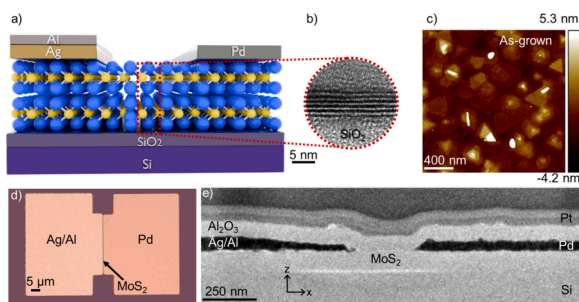 a)
Al
Ag
Pd
SiO2
Si
b)
SiO2
5 nm
c)
5.3 nm
As-grown
400 nm
-4.2 nm
d)
Ag/Al
Pd
5 µm
MoS2
e)
Al2O3
Pt
Ag/Al
Pd
MoS2
z
x
250 nm
Si